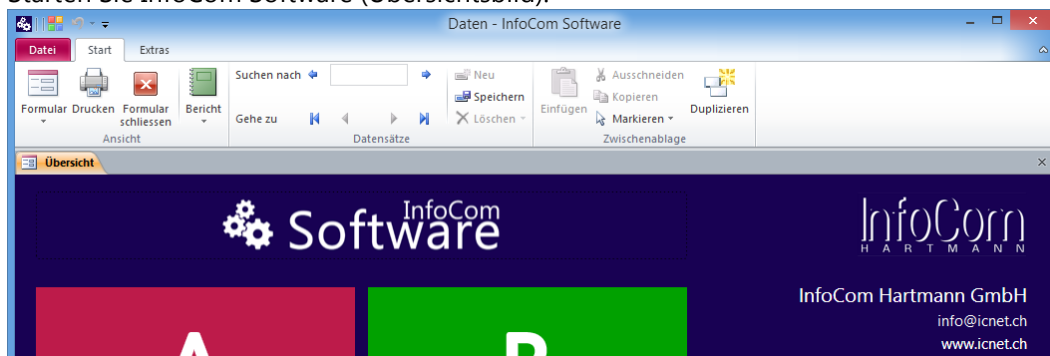 Starten Sie InfoCom Software (Übersichtsbild).
Daten - InfoCom Software
Datei Start Extras
Formular Drucken Formular schliessen Bericht
Ansicht
Suchen nach
Gehe zu
Neu
Speichern
Löschen
Datensätze
Einfügen
Ausschneiden
Kopieren
Markieren
Duplizieren
Zwischenablage
Übersicht
InfoCom
Software
InfoCom
HARTMANN
InfoCom Hartmann GmbH
info@icnet.ch
www.icnet.ch